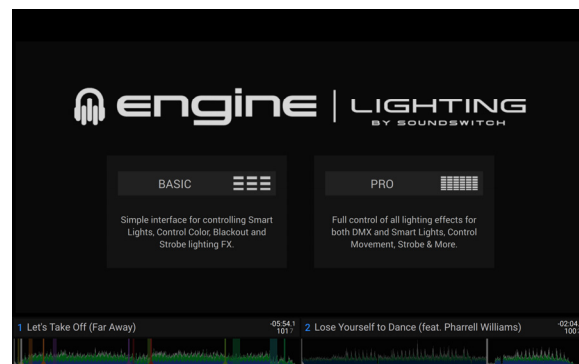 engine | LIGHTING
BY SOUNDSWITCH
BASIC
Simple interface for controlling Smart
Lights, Control Color, Blackout and
Strobe lighting FX.
PRO
Full control of all lighting effects for
both DMX and Smart Lights, Control
Movement, Strobe & More.
1 Let's Take Off (Far Away)
-05:54.1
101
2 Lose Yourself to Dance (feat. Pharrell Williams)
-02:04.
100